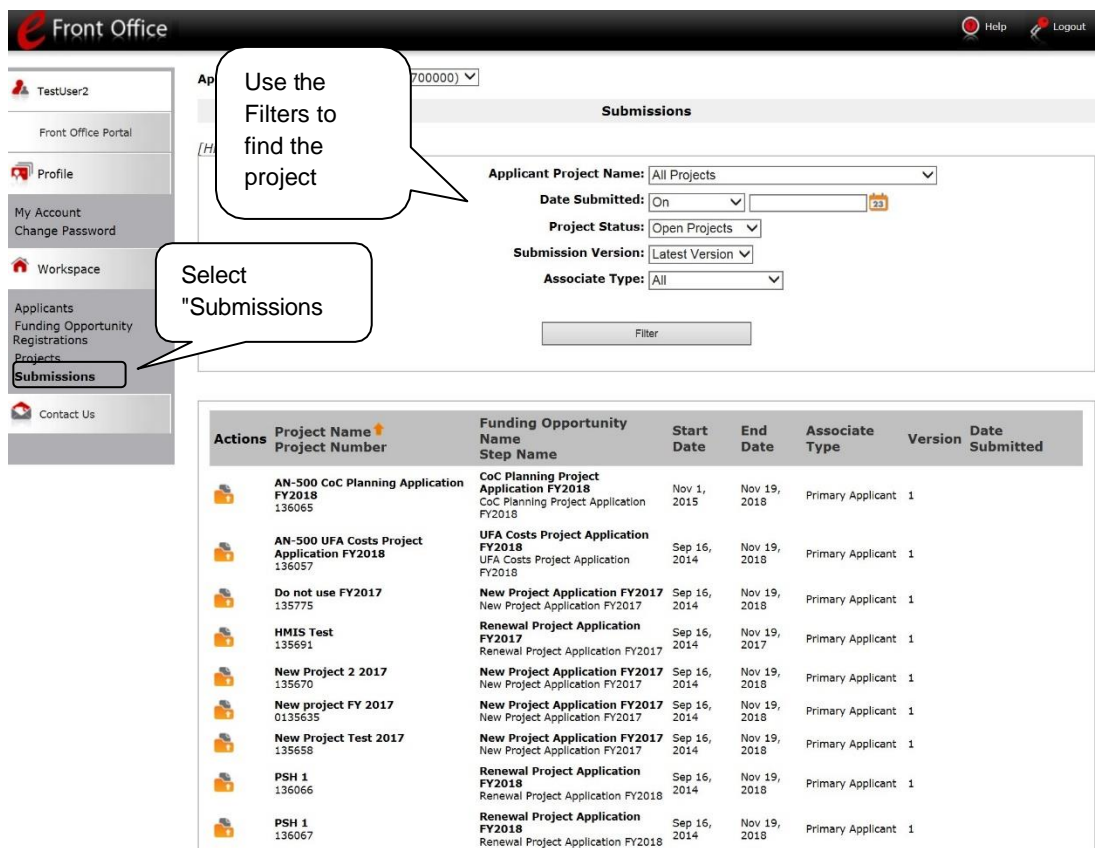 e Front Office
Help
Logout
TestUser2
Front Office Portal
Profile
My Account
Change Password
Workspace
Applicants
Funding Opportunity
Registrations
Projects
Submissions
Contact Us
Use the
Filters to
find the
project
Select
"Submissions
Ap
700000)
Submissions
[H
Applicant Project Name: All Projects
Date Submitted: On
23
Project Status: Open Projects
Submission Version: Latest Version
Associate Type: All
Filter
Actions Project Name Project Number Funding Opportunity Name Step Name Start Date End Date Associate Type Version Date Submitted
AN-500 CoC Planning Application
FY2018
136065
CoC Planning Project
Application FY2018
CoC Planning Project Application
FY2018
Nov 1,
2015
Nov 19,
2018
Primary Applicant 1
AN-500 UFA Costs Project
Application FY2018
136057
UFA Costs Project Application
FY2018
UFA Costs Project Application
FY2018
Sep 16,
2014
Nov 19,
2018
Primary Applicant 1
Do not use FY2017
135775
New Project Application FY2017
New Project Application FY2017
Sep 16,
2014
Nov 19,
2018
Primary Applicant 1
HMIS Test
135691
Renewal Project Application
FY2017
Renewal Project Application FY2017
Sep 16,
2014
Nov 19,
2017
Primary Applicant 1
New Project 2 2017
135670
New Project Application FY2017
New Project Application FY2017
Sep 16,
2014
Nov 19,
2018
Primary Applicant 1
New project FY 2017
0135635
New Project Application FY2017
New Project Application FY2017
Sep 16,
2014
Nov 19,
2018
Primary Applicant 1
New Project Test 2017
135658
New Project Application FY2017
New Project Application FY2017
Sep 16,
2014
Nov 19,
2018
Primary Applicant 1
PSH 1
136066
Renewal Project Application
FY2018
Renewal Project Application FY2018
Sep 16,
2014
Nov 19,
2018
Primary Applicant 1
PSH 1
136067
Renewal Project Application
FY2018
Renewal Project Application FY2018
Sep 16,
2014
Nov 19,
2018
Primary Applicant 1